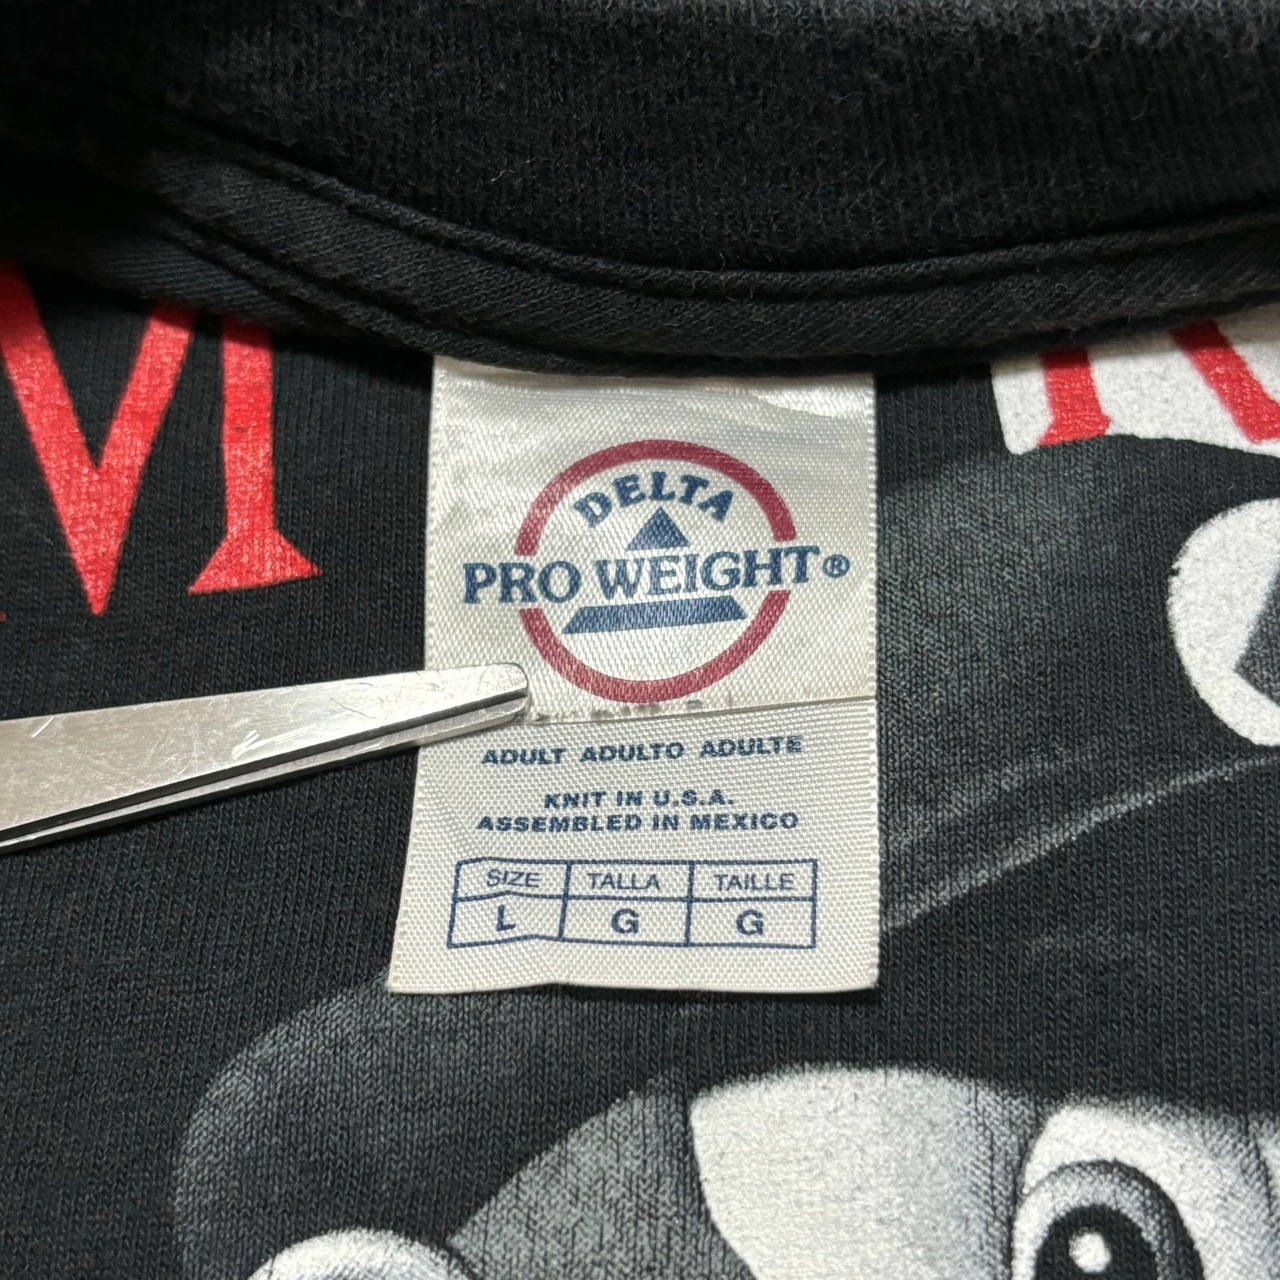 M
DELTA
PRO WEIGHT®
ADULT ADULTO ADULTE
KNIT IN U.S.A.
ASSEMBLED IN MEXICO
SIZE TALLA TAILLE
L G G